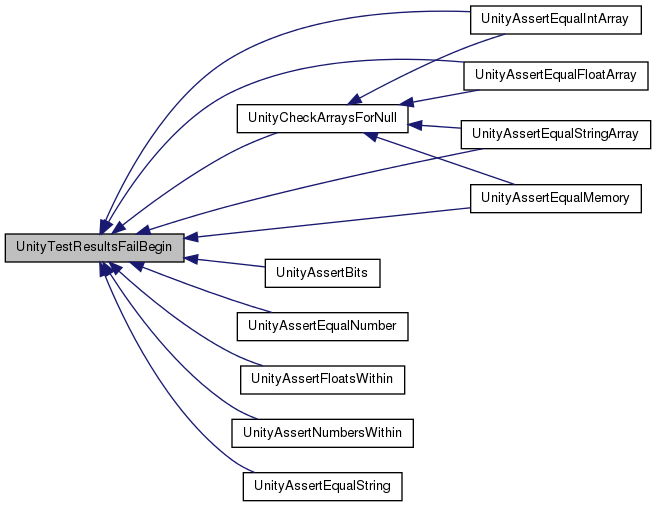 UnityAssertEqualIntArray
UnityAssertEqualFloatArray
UnityCheckArraysForNull
UnityAssertEqualStringArray
UnityAssertEqualMemory
UnityTestResultsFailBegin
UnityAssertBits
UnityAssertEqualNumber
UnityAssertFloatsWithin
UnityAssertNumbersWithin
UnityAssertEqualString